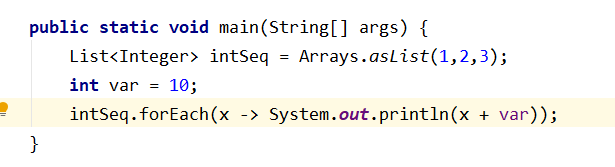 public static void main(String[] args) {
List<Integer> intSeq = Arrays.asList(1,2,3);
int var = 10;
intSeq.forEach(x -> System.out.println(x + var));
}